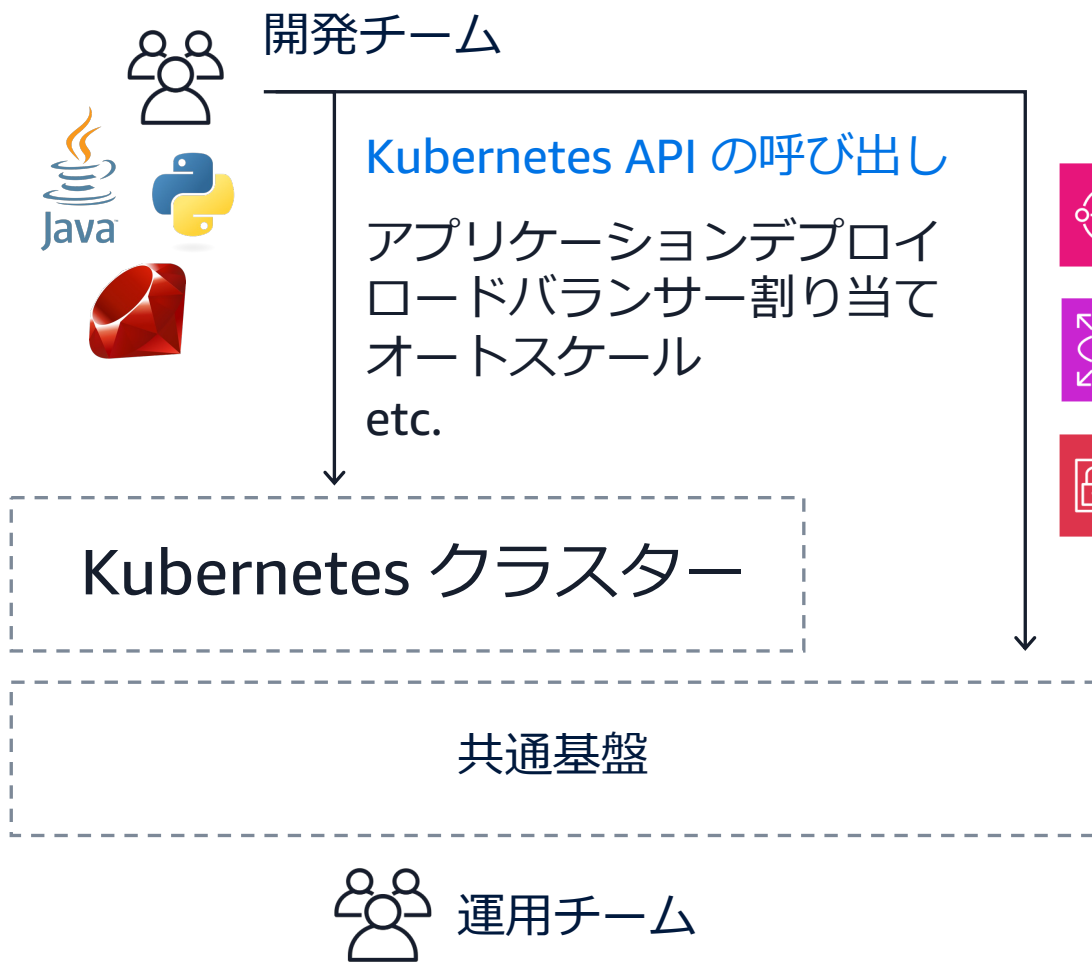 開発チーム
Java
Kubernetes API の呼び出し
アプリケーションデプロイ
ロードバランサー割り当て
オートスケール
etc.
Kubernetes クラスター
共通基盤
運用チーム